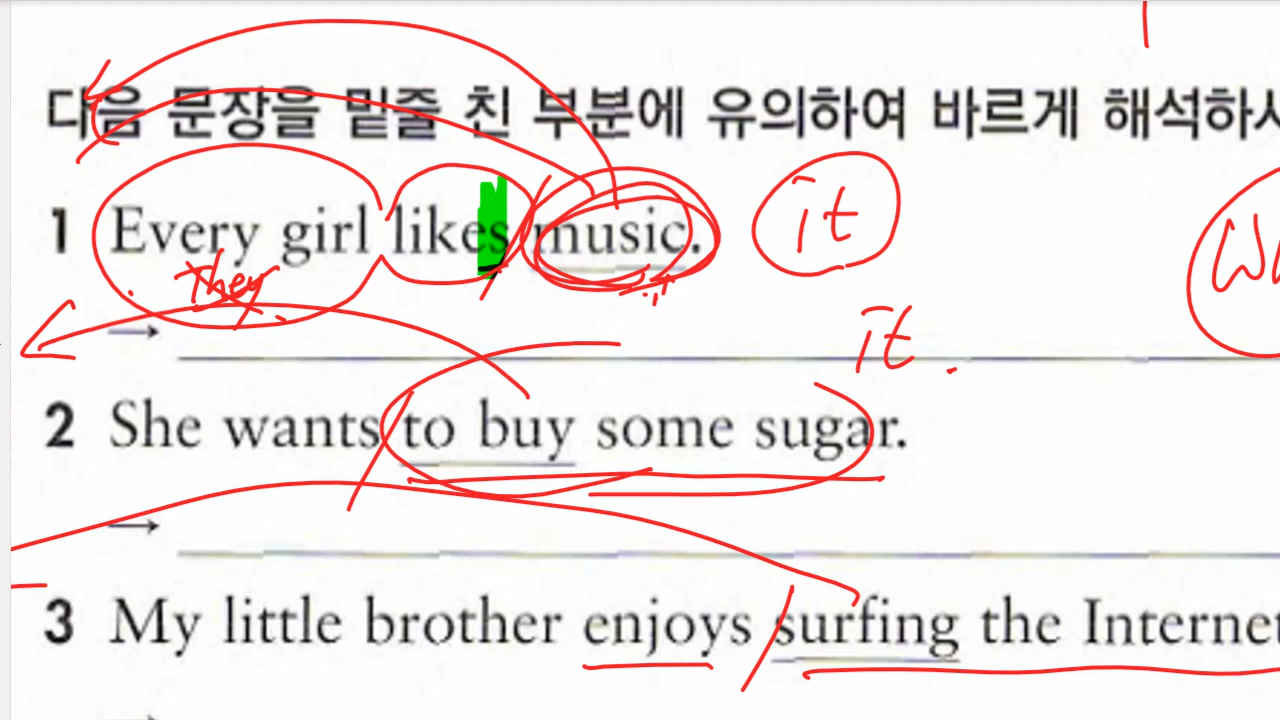 다음 문장을 밑줄 친 부분에 유의하여 바르게 해석하시
1 Every girl likes music. it
they
→
it.
2 She wants to buy some sugar.
→
3 My little brother enjoys surfing the Internet
→